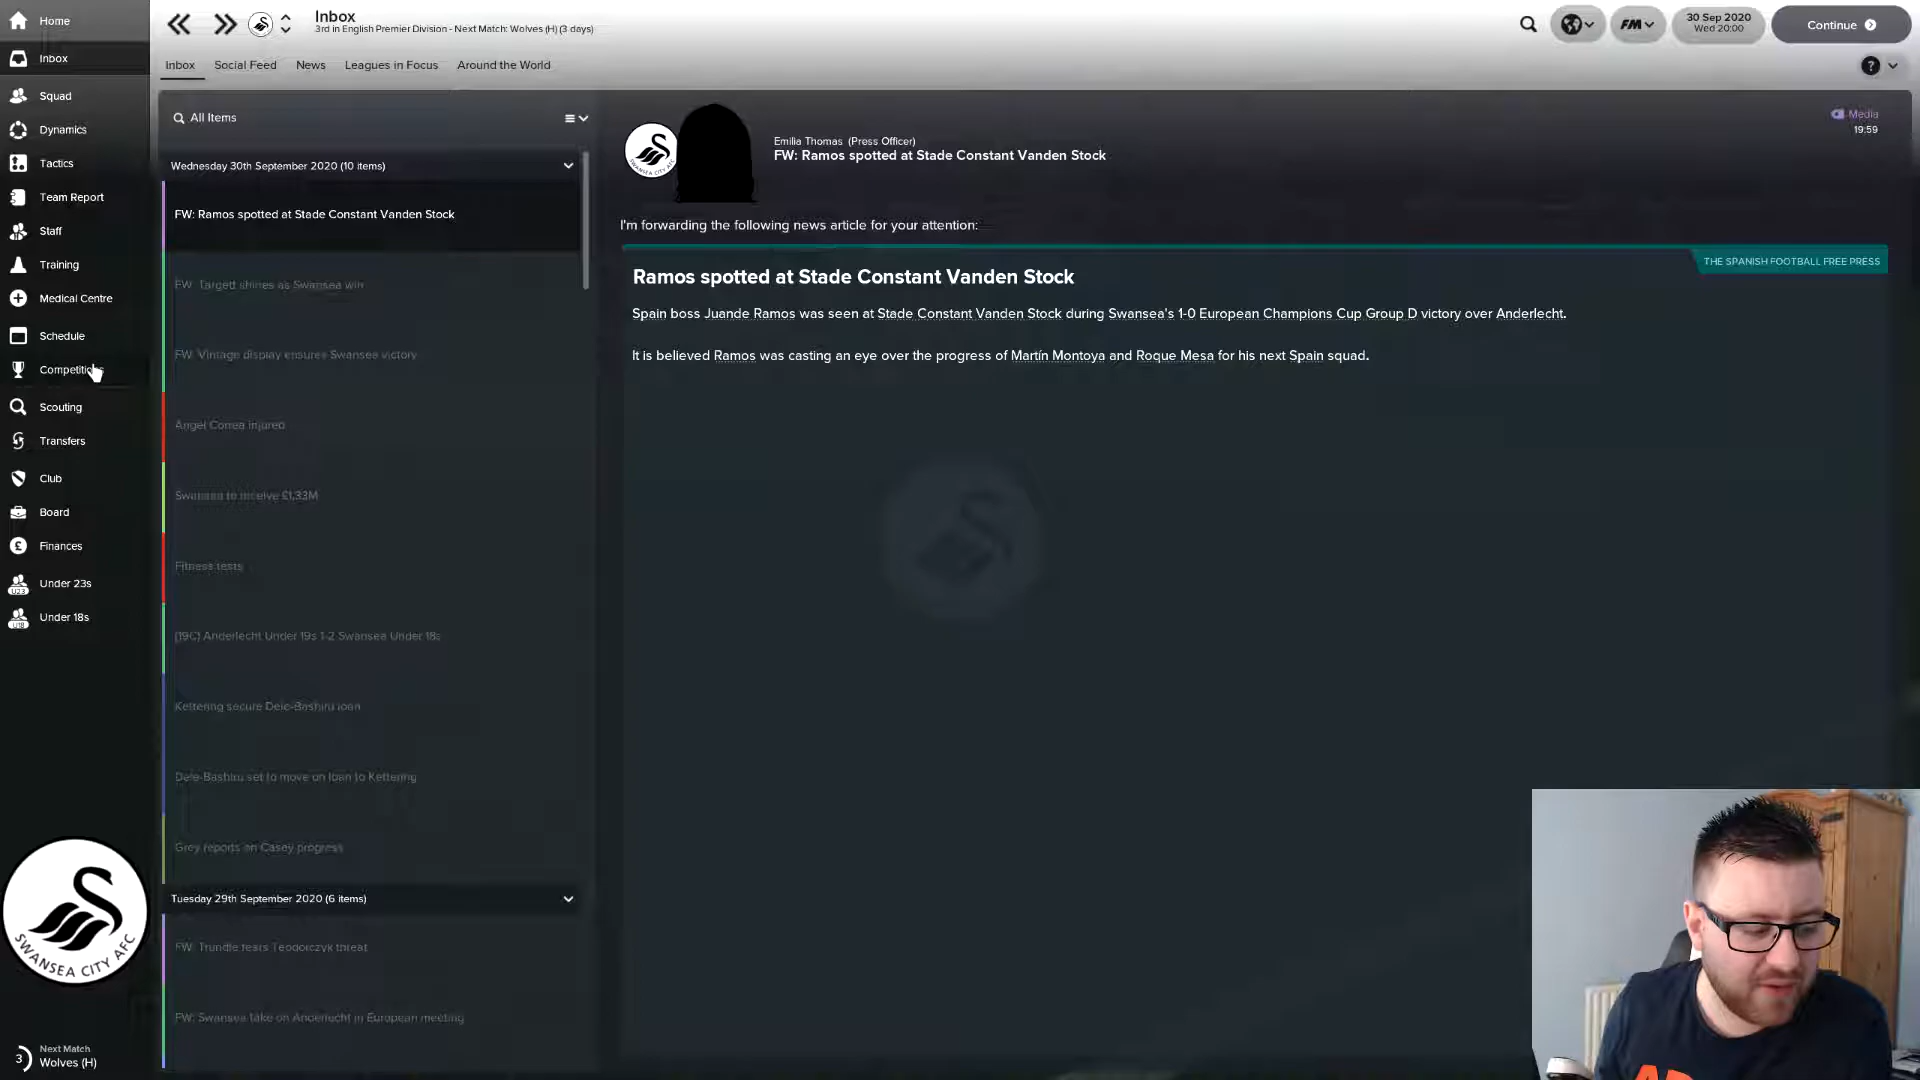 Home
Inbox
Squad
Dynamics
Tactics
Team Report
Staff
Training
Medical Centre
Schedule
Competitions
Scouting
Transfers
Club
Board
Finances
Under 23s
Under 18s
SWANSEA CITY AFC
3
Next Match
Wolves (H)
Inbox
3rd in English Premier Division - Next Match: Wolves (H) (3 days)
FM
30 Sep 2020
Wed 20:00
Continue
Inbox Social Feed News Leagues in Focus Around the World
?
All Items
Wednesday 30th September 2020 (10 items)
FW: Ramos spotted at Stade Constant Vanden Stock
FW: Targett shines as Swansea win
FW: Vintage display ensures Swansea victory
Angel Correa injured
Swansea to receive £1.33M
Fitness tests
(19C) Anderlecht Under 19s 1-2 Swansea Under 18s
Kettering secure Dele-Bashiru loan
Dele-Bashiru set to move on loan to Kettering
Grey reports on Casey progress
Tuesday 29th September 2020 (6 items)
FW: Trundle fears Teodorczyk threat
FW: Swansea take on Anderlecht in European meeting
Emilia Thomas (Press Officer)
FW: Ramos spotted at Stade Constant Vanden Stock
Media
19:59
I'm forwarding the following news article for your attention:
THE SPANISH FOOTBALL FREE PRESS
Ramos spotted at Stade Constant Vanden Stock
Spain boss Juande Ramos was seen at Stade Constant Vanden Stock during Swansea's 1-0 European Champions Cup Group D victory over Anderlecht.
It is believed Ramos was casting an eye over the progress of Martín Montoya and Roque Mesa for his next Spain squad.